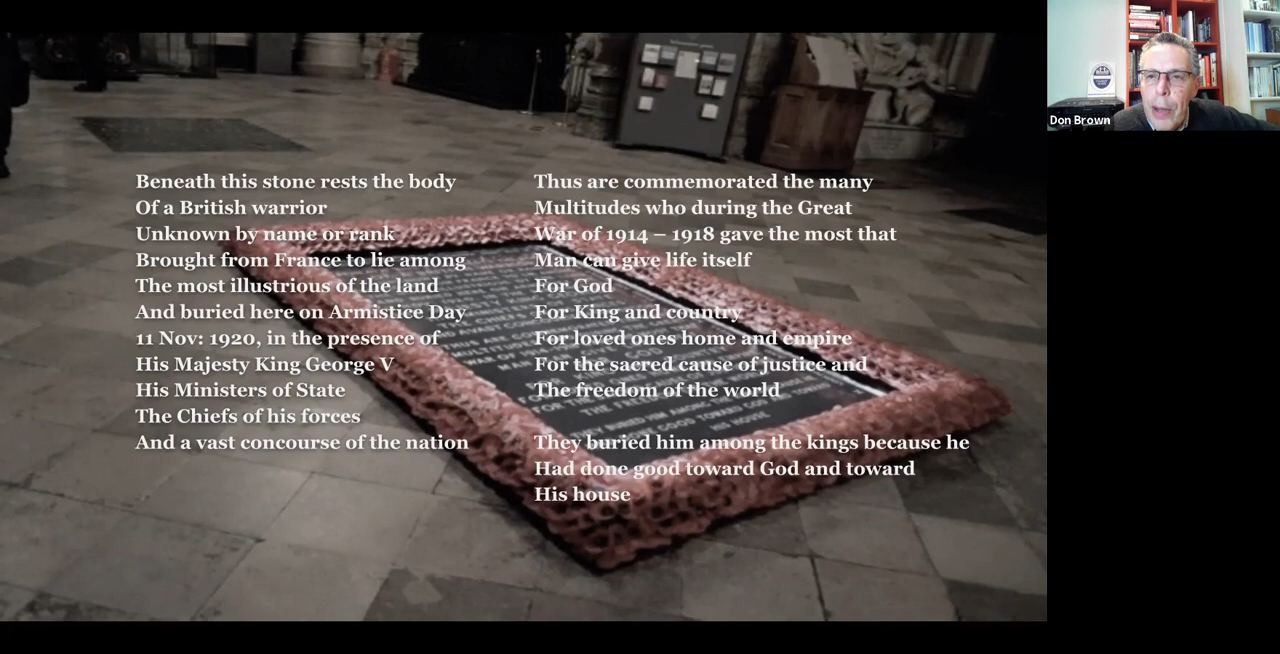 Beneath this stone rests the body
Of a British warrior
Unknown by name or rank
Brought from France to lie among
The most illustrious of the land
And buried here on Armistice Day
11 Nov: 1920, in the presence of
His Majesty King George V
His Ministers of State
The Chiefs of his forces
And a vast concourse of the nation
Thus are commemorated the many
Multitudes who during the Great
War of 1914 – 1918 gave the most that
Man can give life itself
For God
For King and country
For loved ones home and empire
For the sacred cause of justice and
The freedom of the world
They buried him among the kings because he
Had done good toward God and toward
His house
Don Brown